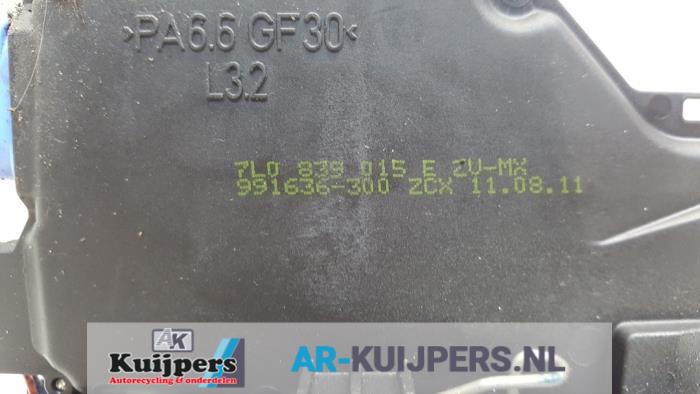 >PA6.6 GF30<
L3.2
7L0 839 015 E ZU-MX
991636-300 ZCX 11.08.11
AK
Kuijpers
Autorecycling & onderdelen
AR-KUIJPERS.NL